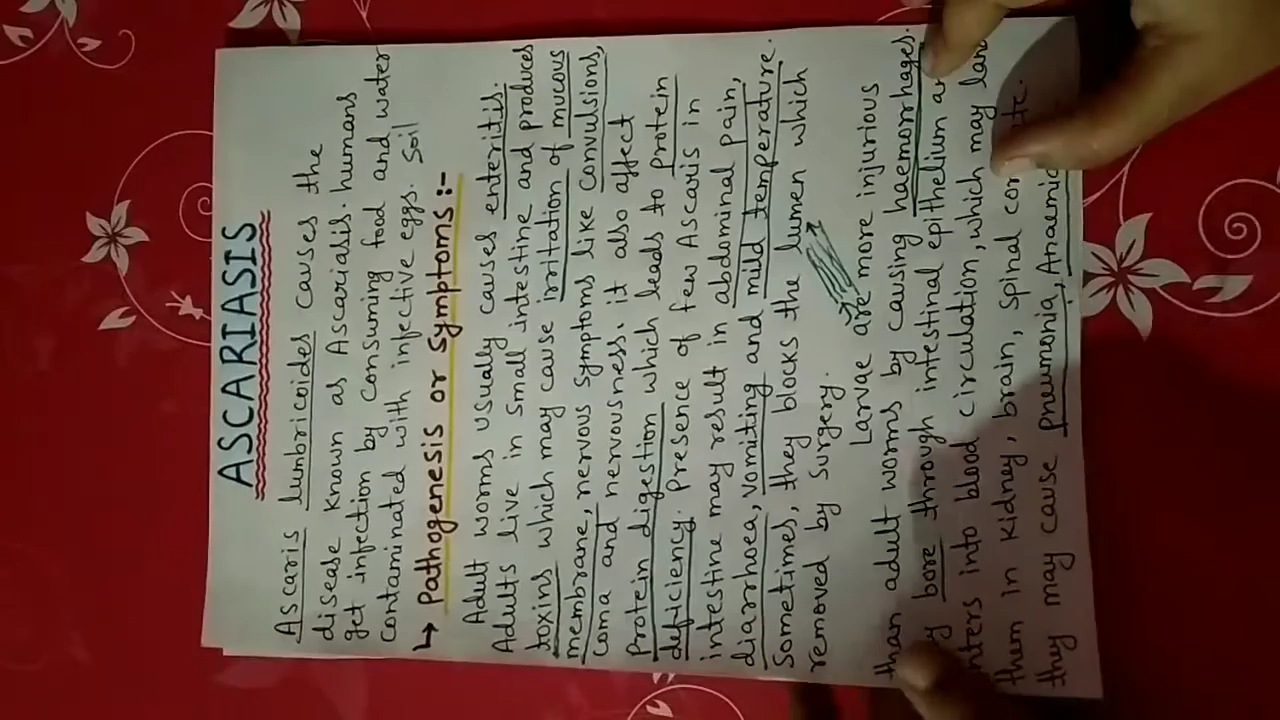 ASCARIASIS
Ascaris lumbricoides causes the
disease known as Ascariasis. humans
get infection by consuming food and water
contaminated with infective eggs. soil
↳ Pathogenesis or Symptoms :-
Adult worms usually causes enteritis.
Adults live in small intestine and produces
toxins which may cause irritation of mucous
membrane, nervous symptoms like convulsions,
coma and nervousness. it also affect
Protein digestion which leads to protein
deficiency. Presence of few Ascaris in
intestine may result in abdominal pain,
diarrhoea, vomiting and mild temperature.
Sometimes, they blocks the lumen which
removed by surgery.
Larvae are more injurious
than adult worms by causing haemorrhages.
bore through intestinal epithelium
into blood circulation, which may
them in kidney, brain, spinal
they may cause pneumonia, Anaemic